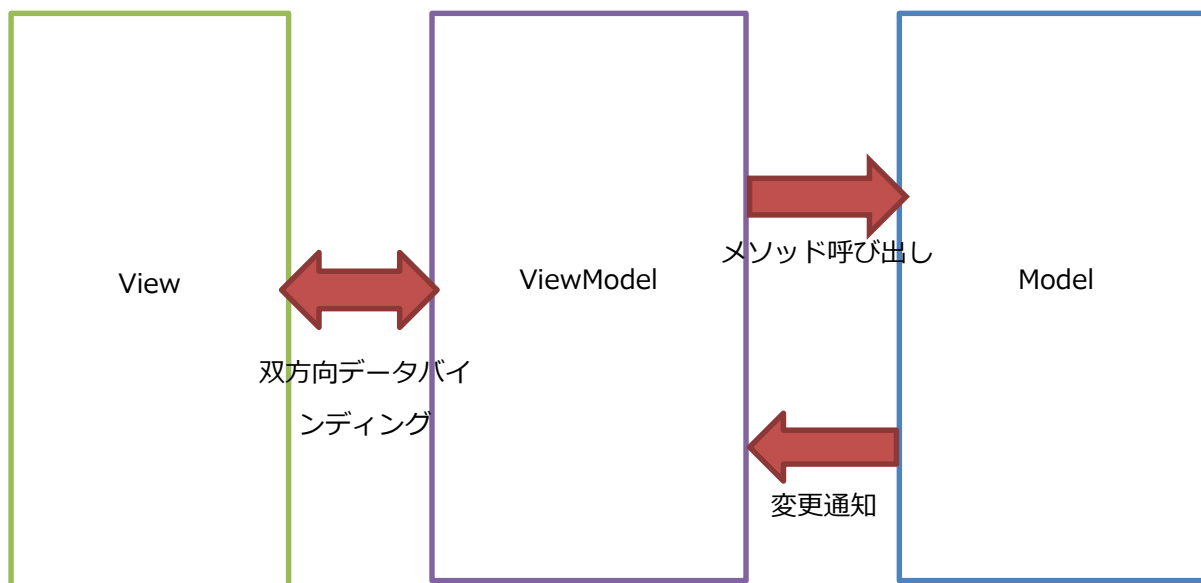 View
双方向データバイ
ンディング
ViewModel
メソッド呼び出し
変更通知
Model